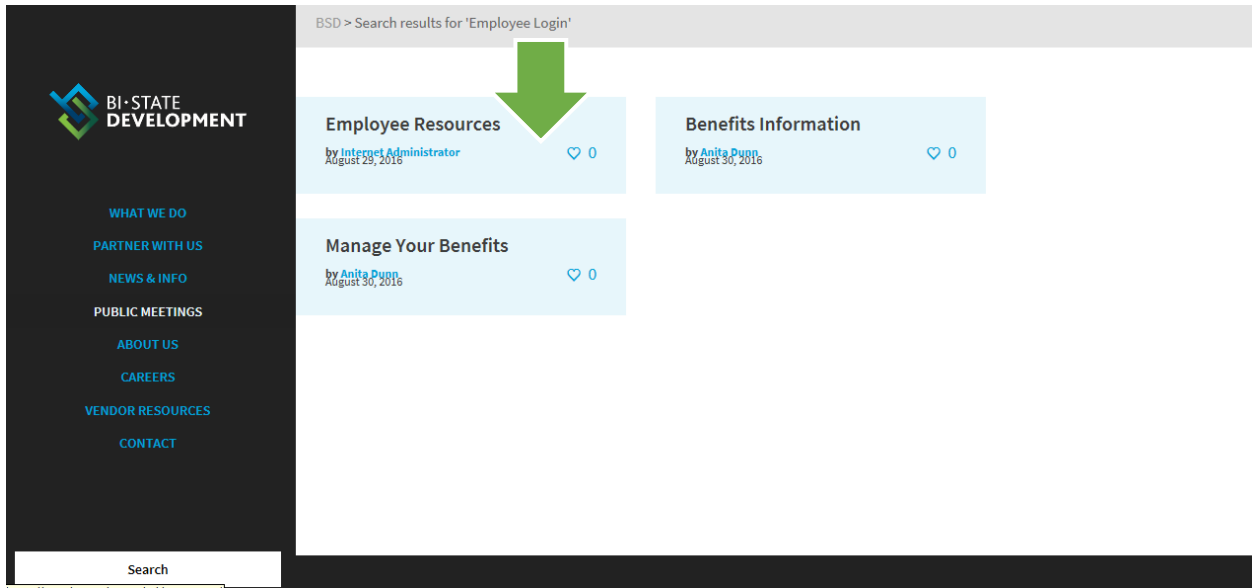 BSD > Search results for 'Employee Login'
BI·STATE
DEVELOPMENT
WHAT WE DO
PARTNER WITH US
NEWS & INFO
PUBLIC MEETINGS
ABOUT US
CAREERS
VENDOR RESOURCES
CONTACT
Search
Employee Resources
by Internet Administrator
August 29, 2016
0
Benefits Information
by Anita Dunn
August 30, 2016
0
Manage Your Benefits
by Anita Dunn
August 30, 2016
0